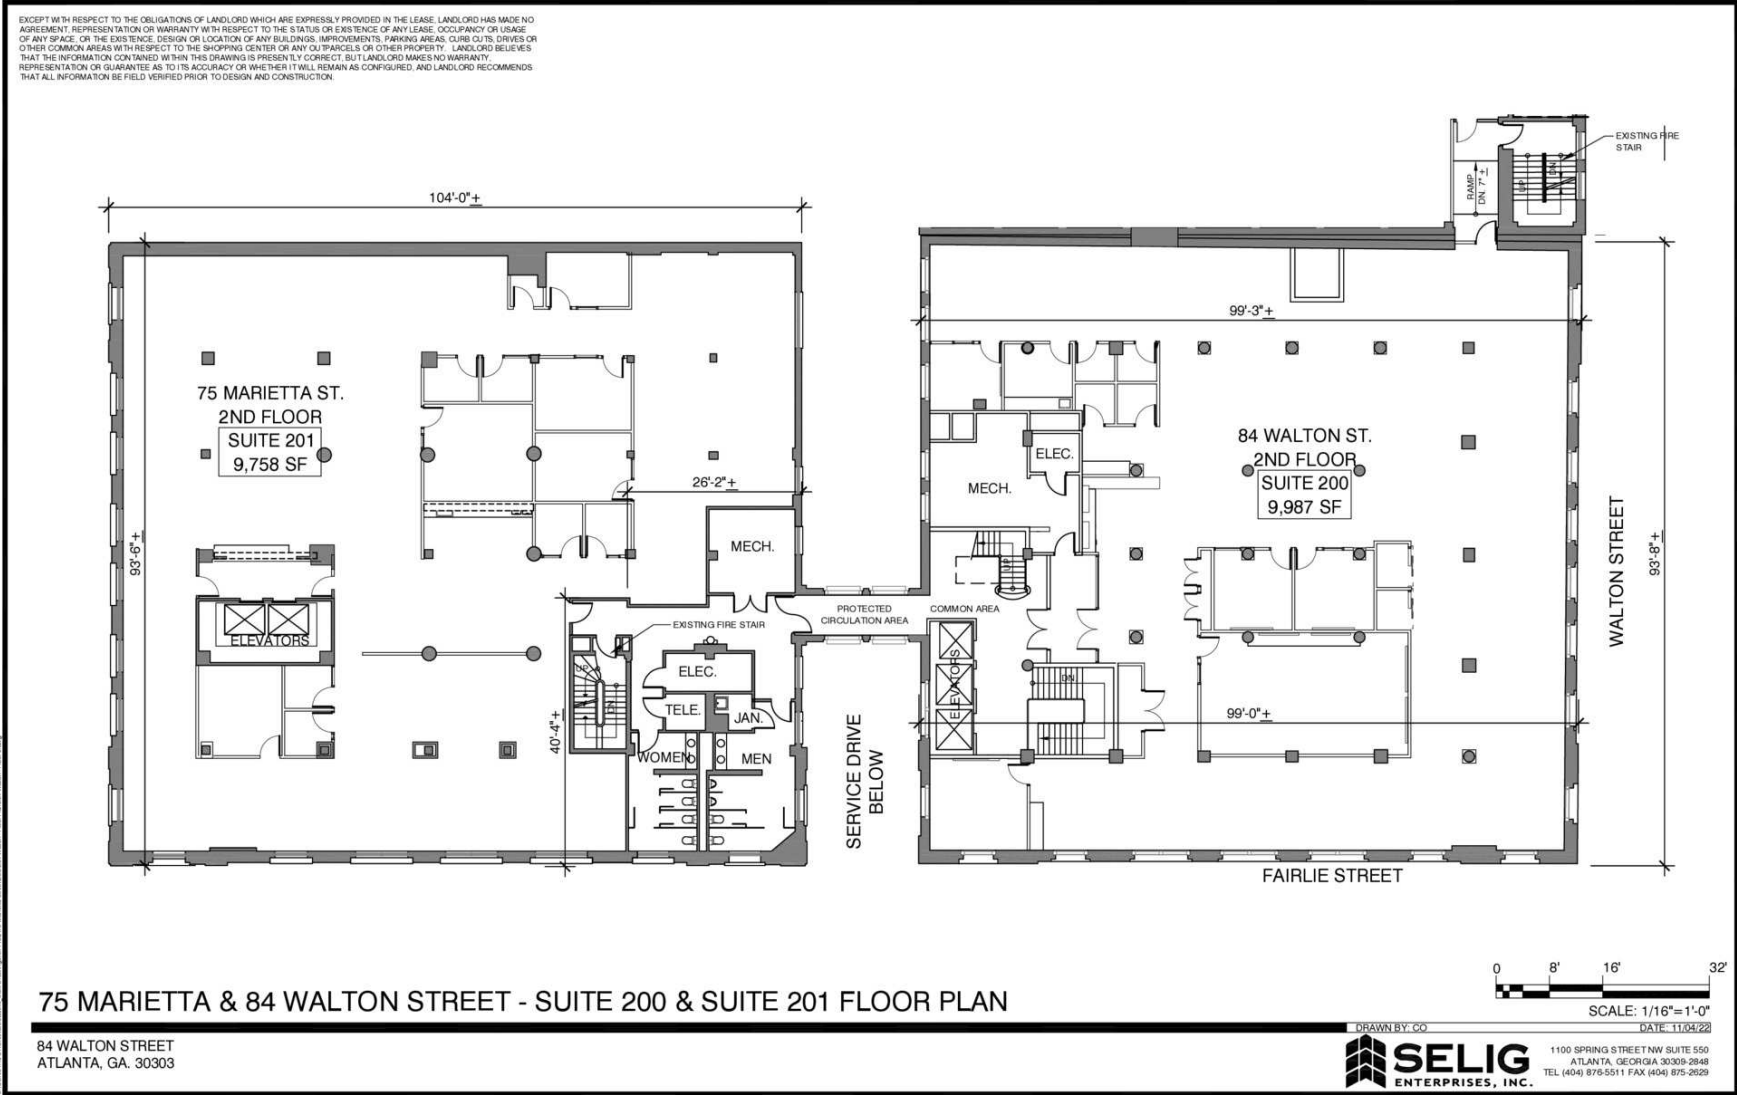 EXCEPT WITH RESPECT TO THE OBLIGATIONS OF LANDLORD WHICH ARE EXPRESSLY PROVIDED IN THE LEASE, LANDLORD HAS MADE NO
AGREEMENT, REPRESENTATION OR WARRANTY WITH RESPECT TO THE STATUS OR EXISTENCE OF ANY LEASE, OCCUPANCY OR USAGE
OF ANY SPACE, OR THE EXISTENCE, DESIGN OR LOCATION OF ANY BUILDINGS, IMPROVEMENTS, PARKING AREAS, CURB CUTS, DRIVES OR
OTHER COMMON AREAS WITH RESPECT TO THE SHOPPING CENTER OR ANY OUTPARCELS OR OTHER PROPERTY. LANDLORD BELIEVES
THAT THE INFORMATION CONTAINED WITHIN THIS DRAWING IS PRESENTLY CORRECT, BUT LANDLORD MAKES NO WARRANTY,
REPRESENTATION OR GUARANTEE AS TO ITS ACCURACY OR WHETHER IT WILL REMAIN AS CONFIGURED, AND LANDLORD RECOMMENDS
THAT ALL INFORMATION BE FIELD VERIFIED PRIOR TO DESIGN AND CONSTRUCTION.
EXISTING FIRE
STAIR
RAMP
DN. 7" ±
UP
DN
104'-0"±
99'-3"±
75 MARIETTA ST.
2ND FLOOR
SUITE 201
9,758 SF
84 WALTON ST.
2ND FLOOR
SUITE 200
9,987 SF
ELEC.
MECH.
26'-2"±
MECH.
93'-6"±
93'-8"±
WALTON STREET
UP
PROTECTED
CIRCULATION AREA
COMMON AREA
EXISTING FIRE STAIR
ELEVATORS
ELEVATORS
UP
DN
ELEC.
TELE.
JAN.
WOMEN
MEN
40'-4"±
DN
99'-0"±
SERVICE DRIVE
BELOW
FAIRLIE STREET
0 8' 16' 32'
SCALE: 1/16"=1'-0"
75 MARIETTA & 84 WALTON STREET - SUITE 200 & SUITE 201 FLOOR PLAN
DRAWN BY: CO
DATE: 11/04/22
84 WALTON STREET
ATLANTA, GA. 30303
SELIG
ENTERPRISES, INC.
1100 SPRING STREET NW SUITE 550
ATLANTA, GEORGIA 30309-2848
TEL (404) 876-5511 FAX (404) 875-2629